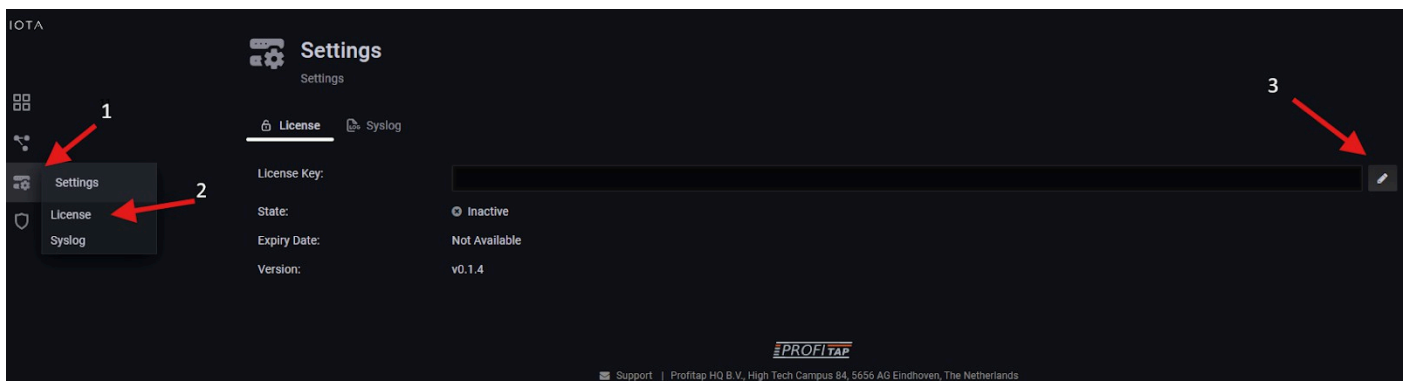 IOTA
Settings
Settings
3
1
License
Syslog
License Key:
Settings
2
License
State:
Inactive
Syslog
Expiry Date:
Not Available
Version:
v0.1.4
PROFITAP
Support | Profitap HQ B.V., High Tech Campus 84, 5656 AG Eindhoven, The Netherlands